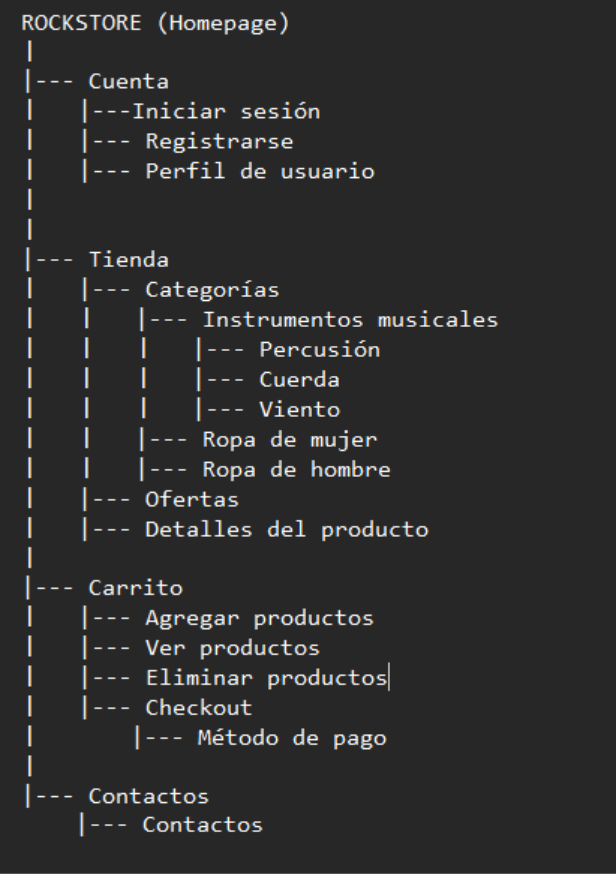 ROCKSTORE (Homepage)
|
|--- Cuenta
|   |---Iniciar sesión
|   |--- Registrarse
|   |--- Perfil de usuario
|
|
|--- Tienda
|   |--- Categorías
|   |   |--- Instrumentos musicales
|   |   |   |--- Percusión
|   |   |   |--- Cuerda
|   |   |   |--- Viento
|   |   |--- Ropa de mujer
|   |   |--- Ropa de hombre
|   |--- Ofertas
|   |--- Detalles del producto
|
|--- Carrito
|   |--- Agregar productos
|   |--- Ver productos
|   |--- Eliminar productos
|   |--- Checkout
|       |--- Método de pago
|
|--- Contactos
    |--- Contactos